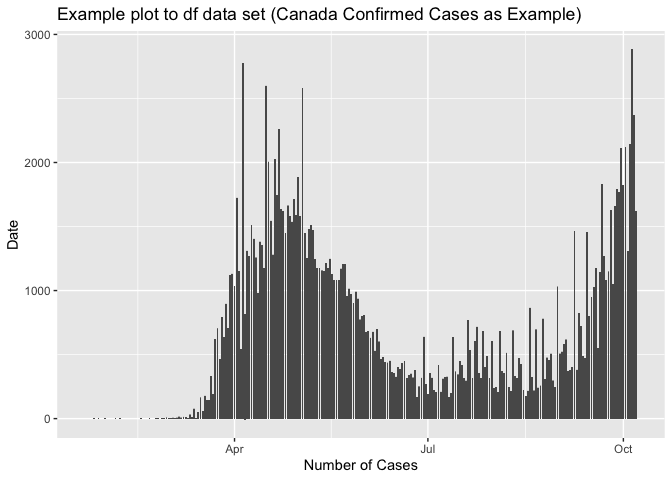 Example plot to df data set (Canada Confirmed Cases as Example)
3000
2000
1000
0
Date
Apr
Jul
Oct
Number of Cases